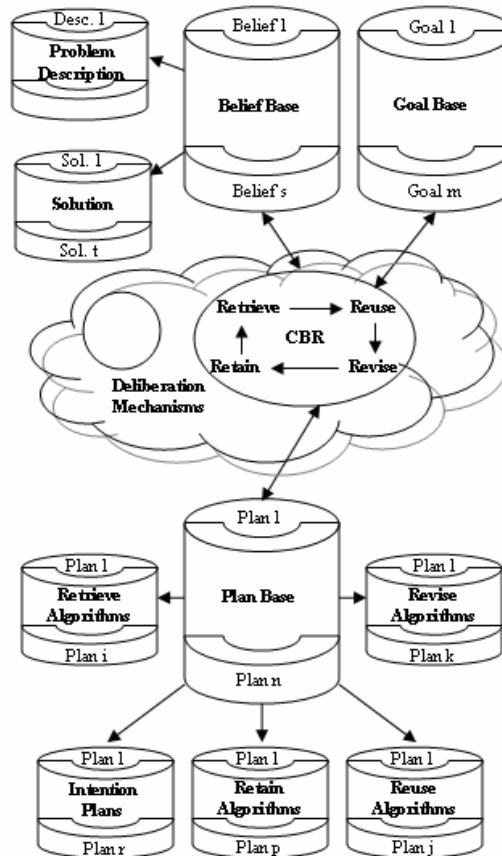 Desc. 1
Problem
Description
Belief 1
Belief Base
Belief s
Goal 1
Goal Base
Goal m
Sol. 1
Solution
Sol. t
Retrieve
Reuse
CBR
Retain
Revise
Deliberation
Mechanisms
Plan 1
Plan Base
Plan n
Plan 1
Retrieve
Algorithms
Plan i
Plan 1
Revise
Algorithms
Plan k
Plan 1
Intention
Plans
Plan r
Plan 1
Retain
Algorithms
Plan p
Plan 1
Reuse
Algorithms
Plan j